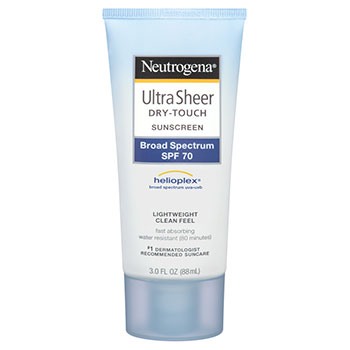 Neutrogena®
Ultra Sheer
DRY-TOUCH
SUNSCREEN
Broad Spectrum
SPF 70
helioplex®
broad spectrum uva•uvb
LIGHTWEIGHT
CLEAN FEEL
fast absorbing
water resistant (80 minutes)
#1 DERMATOLOGIST
RECOMMENDED SUNCARE
3.0 FL OZ (88mL)